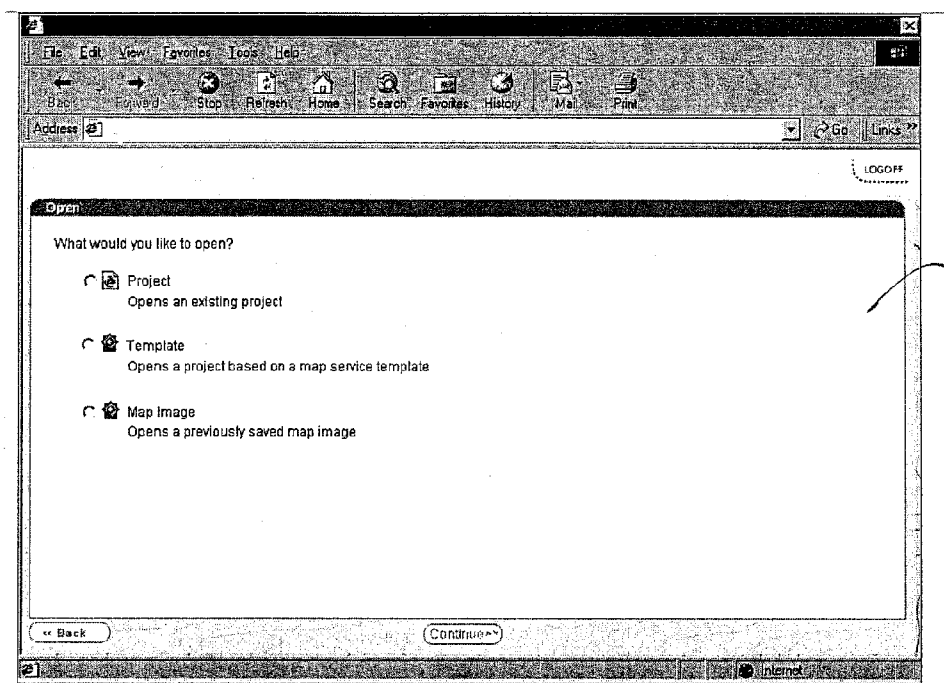 File Edit View Favorites Tools Help
Back Forward Stop Refresh Home Search Favorites History Mail Print
Address Go Links »
LOGOFF
Open
What would you like to open?
Project
Opens an existing project
Template
Opens a project based on a map service template
Map Image
Opens a previously saved map image
« Back Continue »
Internet